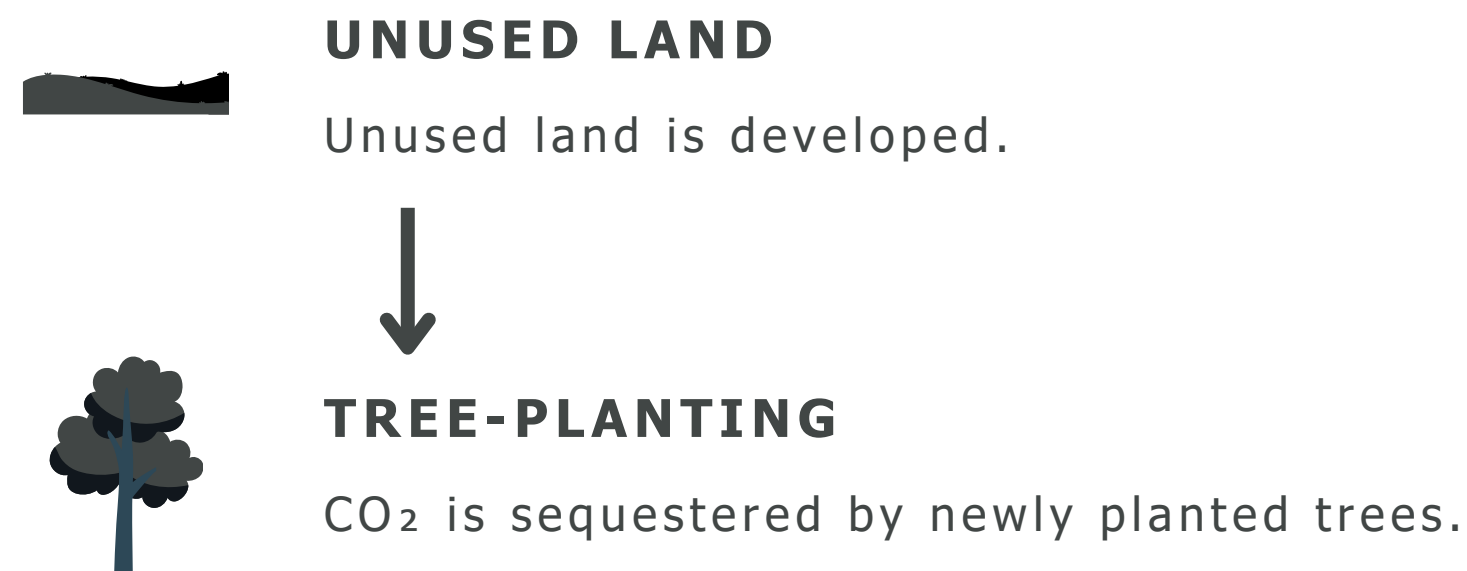 UNUSED LAND
Unused land is developed.
TREE-PLANTING
CO₂ is sequestered by newly planted trees.